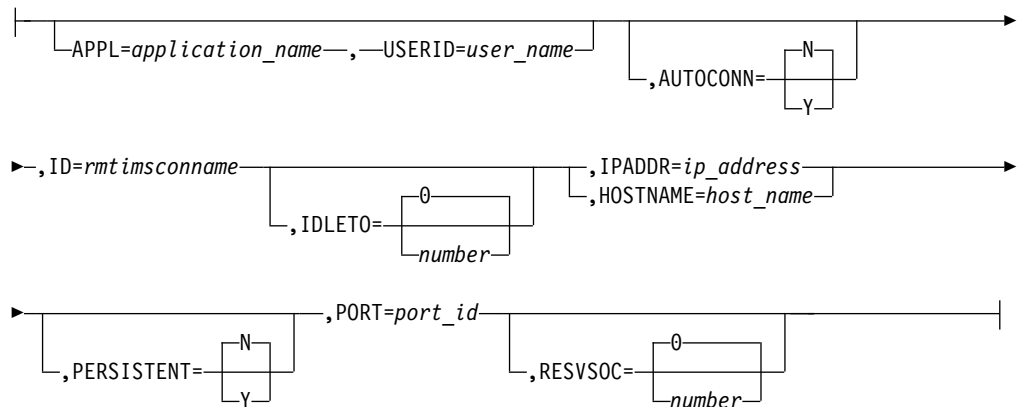 APPL=application_name , USERID=user_name
,AUTOCONN= N
Y
,ID=rmtimsconname
,IDLETO= 0
number
,IPADDR=ip_address
,HOSTNAME=host_name
,PERSISTENT= N
Y
,PORT=port_id
,RESVSOC= 0
number